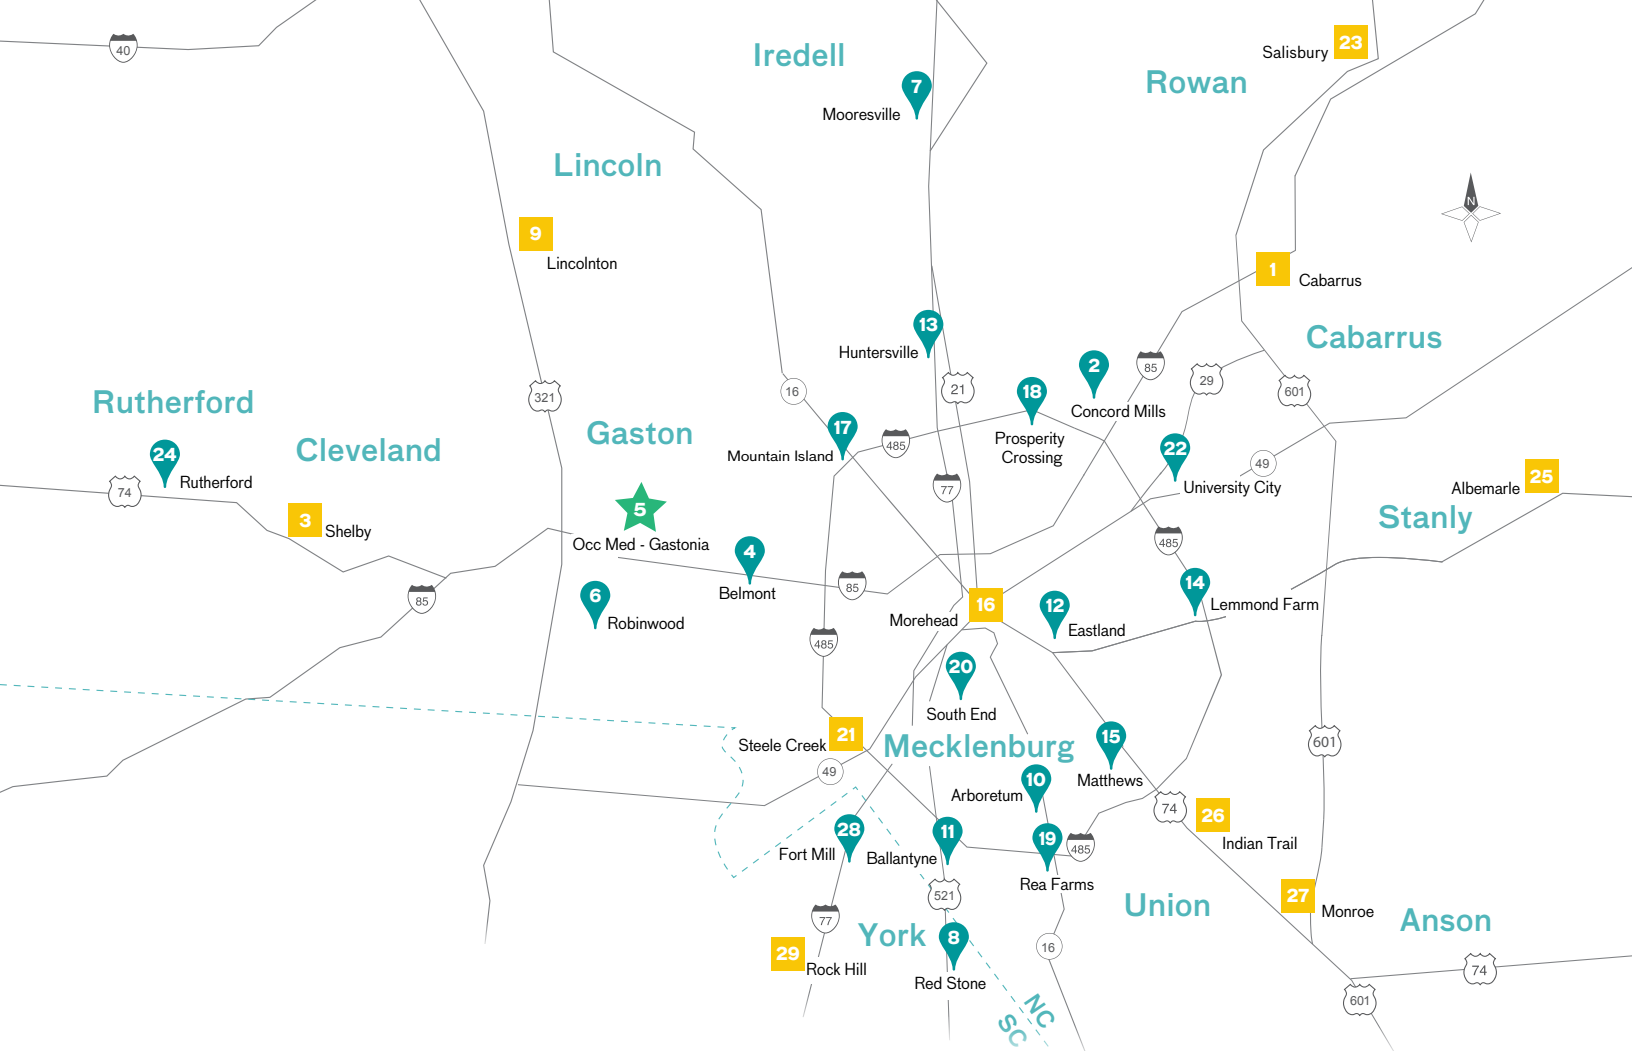 40
Iredell
7
Mooresville
Rowan
Salisbury
23
Lincoln
N
9
Lincolnton
1
Cabarrus
13
Huntersville
Cabarrus
2
Concord Mills
85
29
601
21
16
18
Prosperity
Crossing
321
Rutherford
24
Rutherford
74
Cleveland
3
Shelby
Gaston
17
Mountain Island
485
77
22
University City
49
Albemarle
25
Stanly
5
Occ Med - Gastonia
4
Belmont
85
485
85
6
Robinwood
16
Morehead
12
Eastland
14
Lemmond Farm
485
20
South End
Mecklenburg
21
Steele Creek
49
15
Matthews
601
10
Arboretum
74
26
Indian Trail
28
Fort Mill
11
Ballantyne
19
Rea Farms
485
521
Union
27
Monroe
Anson
77
York
8
Red Stone
16
29
Rock Hill
74
601
NC
SC